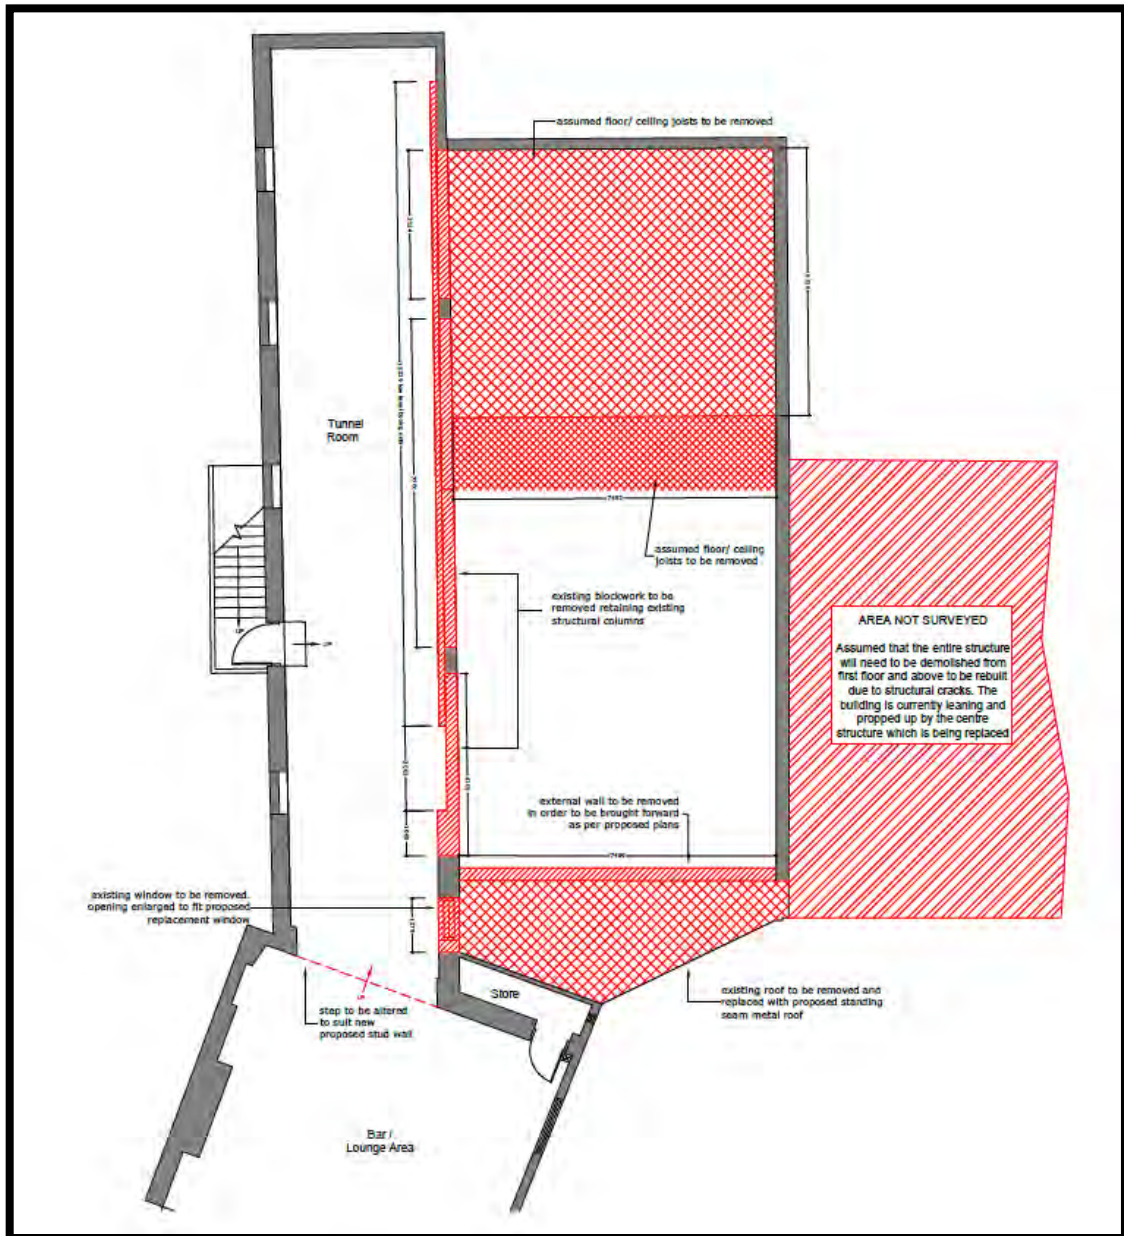 assumed floor/ ceiling joists to be removed
Tunnel
Room
assumed floor/ ceiling
joists to be removed
existing blockwork to be
removed retaining existing
structural columns
AREA NOT SURVEYED
Assumed that the entire structure
will need to be demolished from
first floor and above to be rebuilt
due to structural cracks. The
building is currently leaning and
propped up by the centre
structure which is being replaced
UP
external wall to be removed
in order to be brought forward
as per proposed plans
existing window to be removed.
opening enlarged to fit proposed
replacement window
Store
existing roof to be removed and
replaced with proposed standing
seam metal roof
step to be altered
to suit new
proposed stud wall
Bar /
Lounge Area